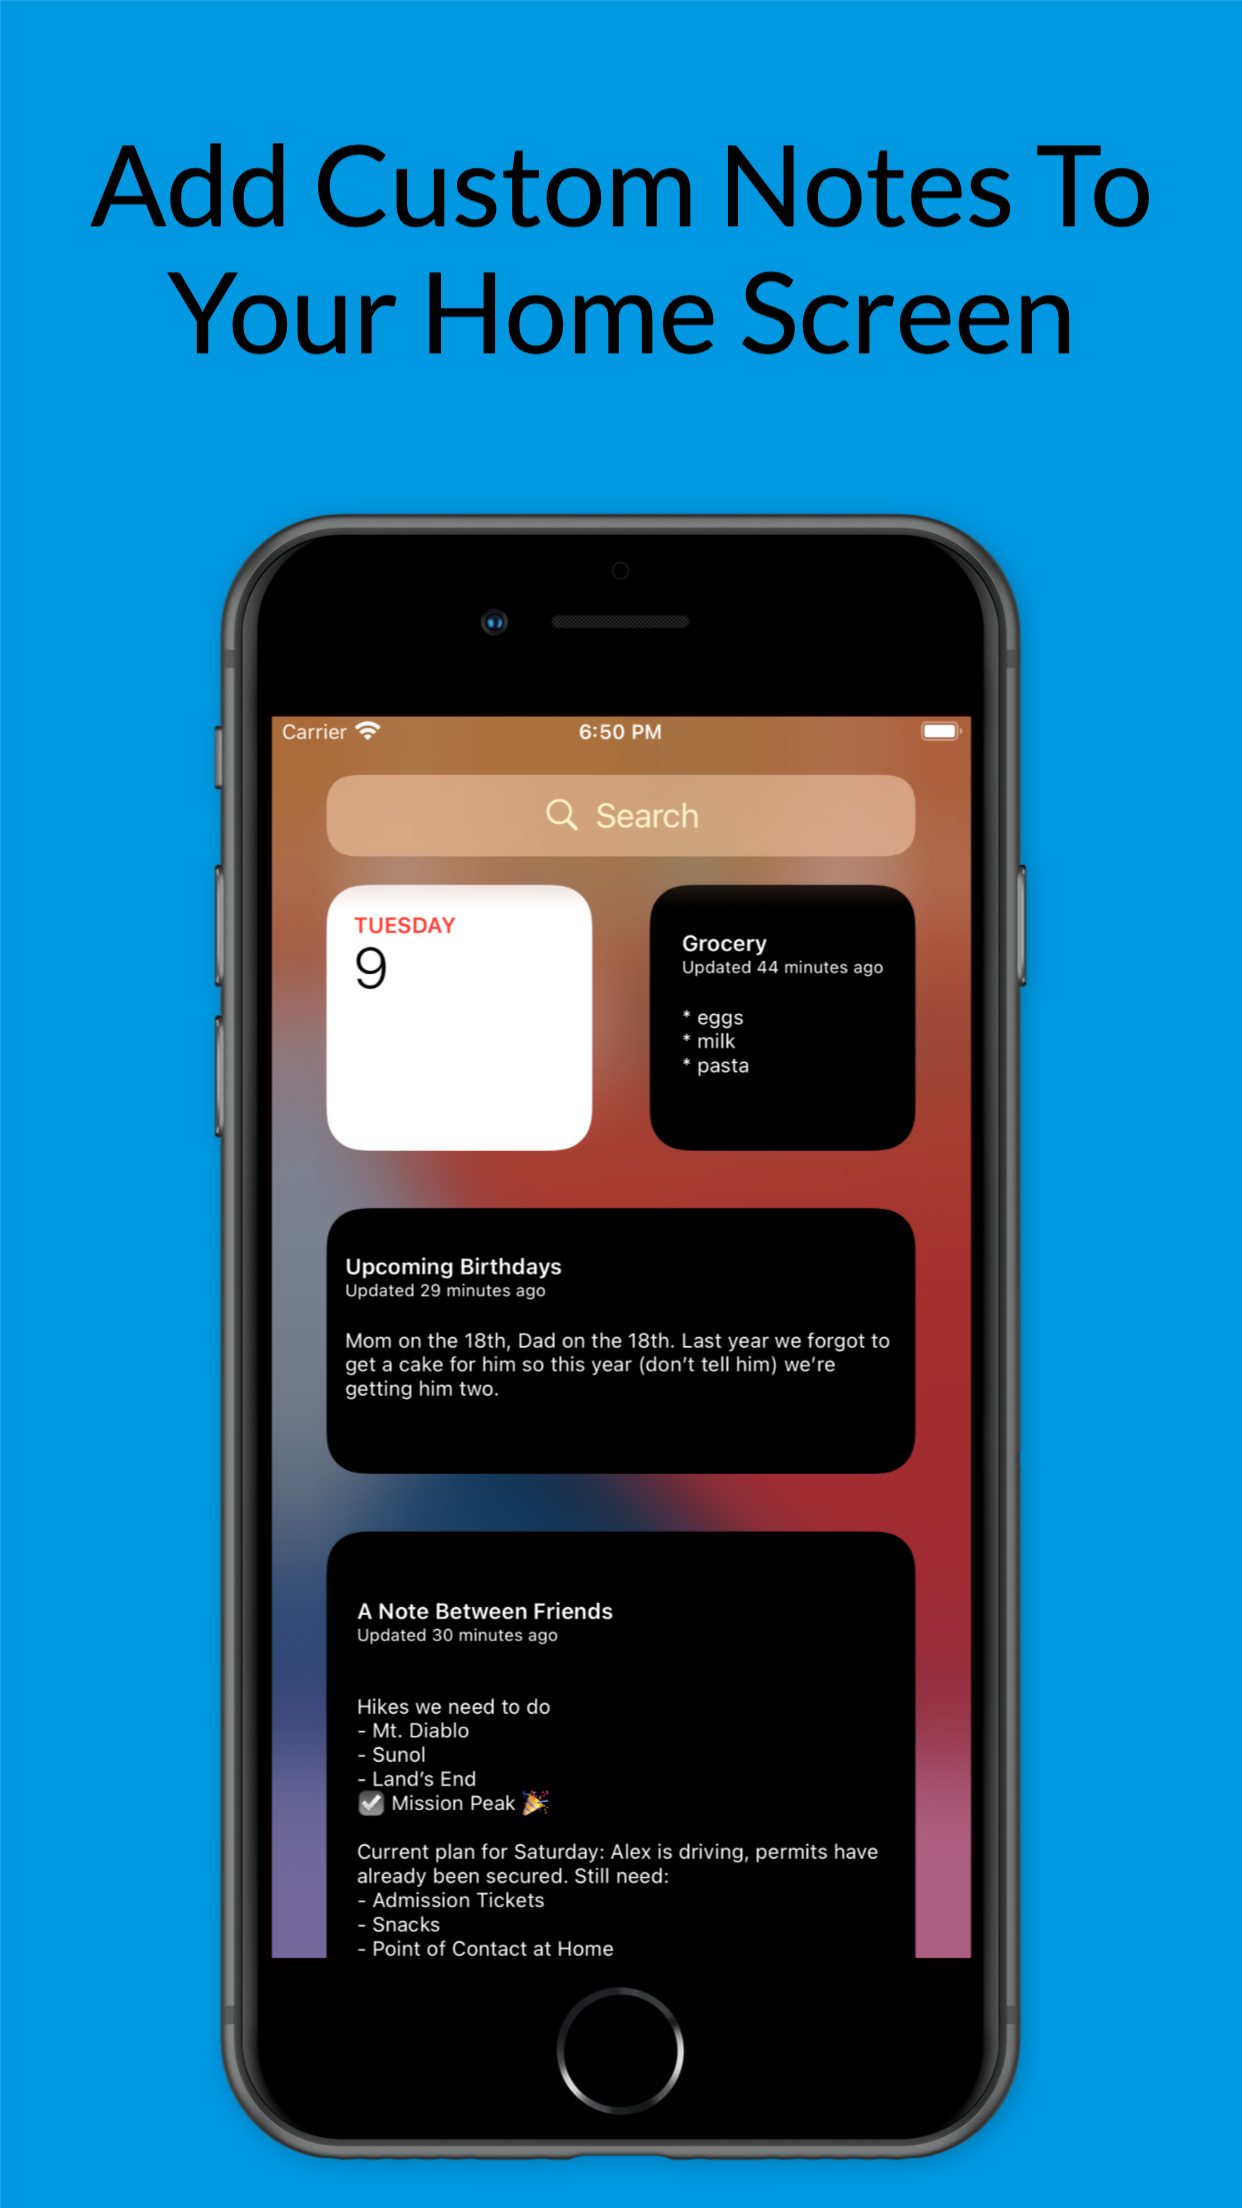 Add Custom Notes To
Your Home Screen
Carrier 6:50 PM
Search
TUESDAY
9
Grocery
Updated 44 minutes ago
* eggs
* milk
* pasta
Upcoming Birthdays
Updated 29 minutes ago
Mom on the 18th, Dad on the 18th. Last year we forgot to
get a cake for him so this year (don’t tell him) we’re
getting him two.
A Note Between Friends
Updated 30 minutes ago
Hikes we need to do
- Mt. Diablo
- Sunol
- Land’s End
☑️ Mission Peak 🎉
Current plan for Saturday: Alex is driving, permits have
already been secured. Still need:
- Admission Tickets
- Snacks
- Point of Contact at Home